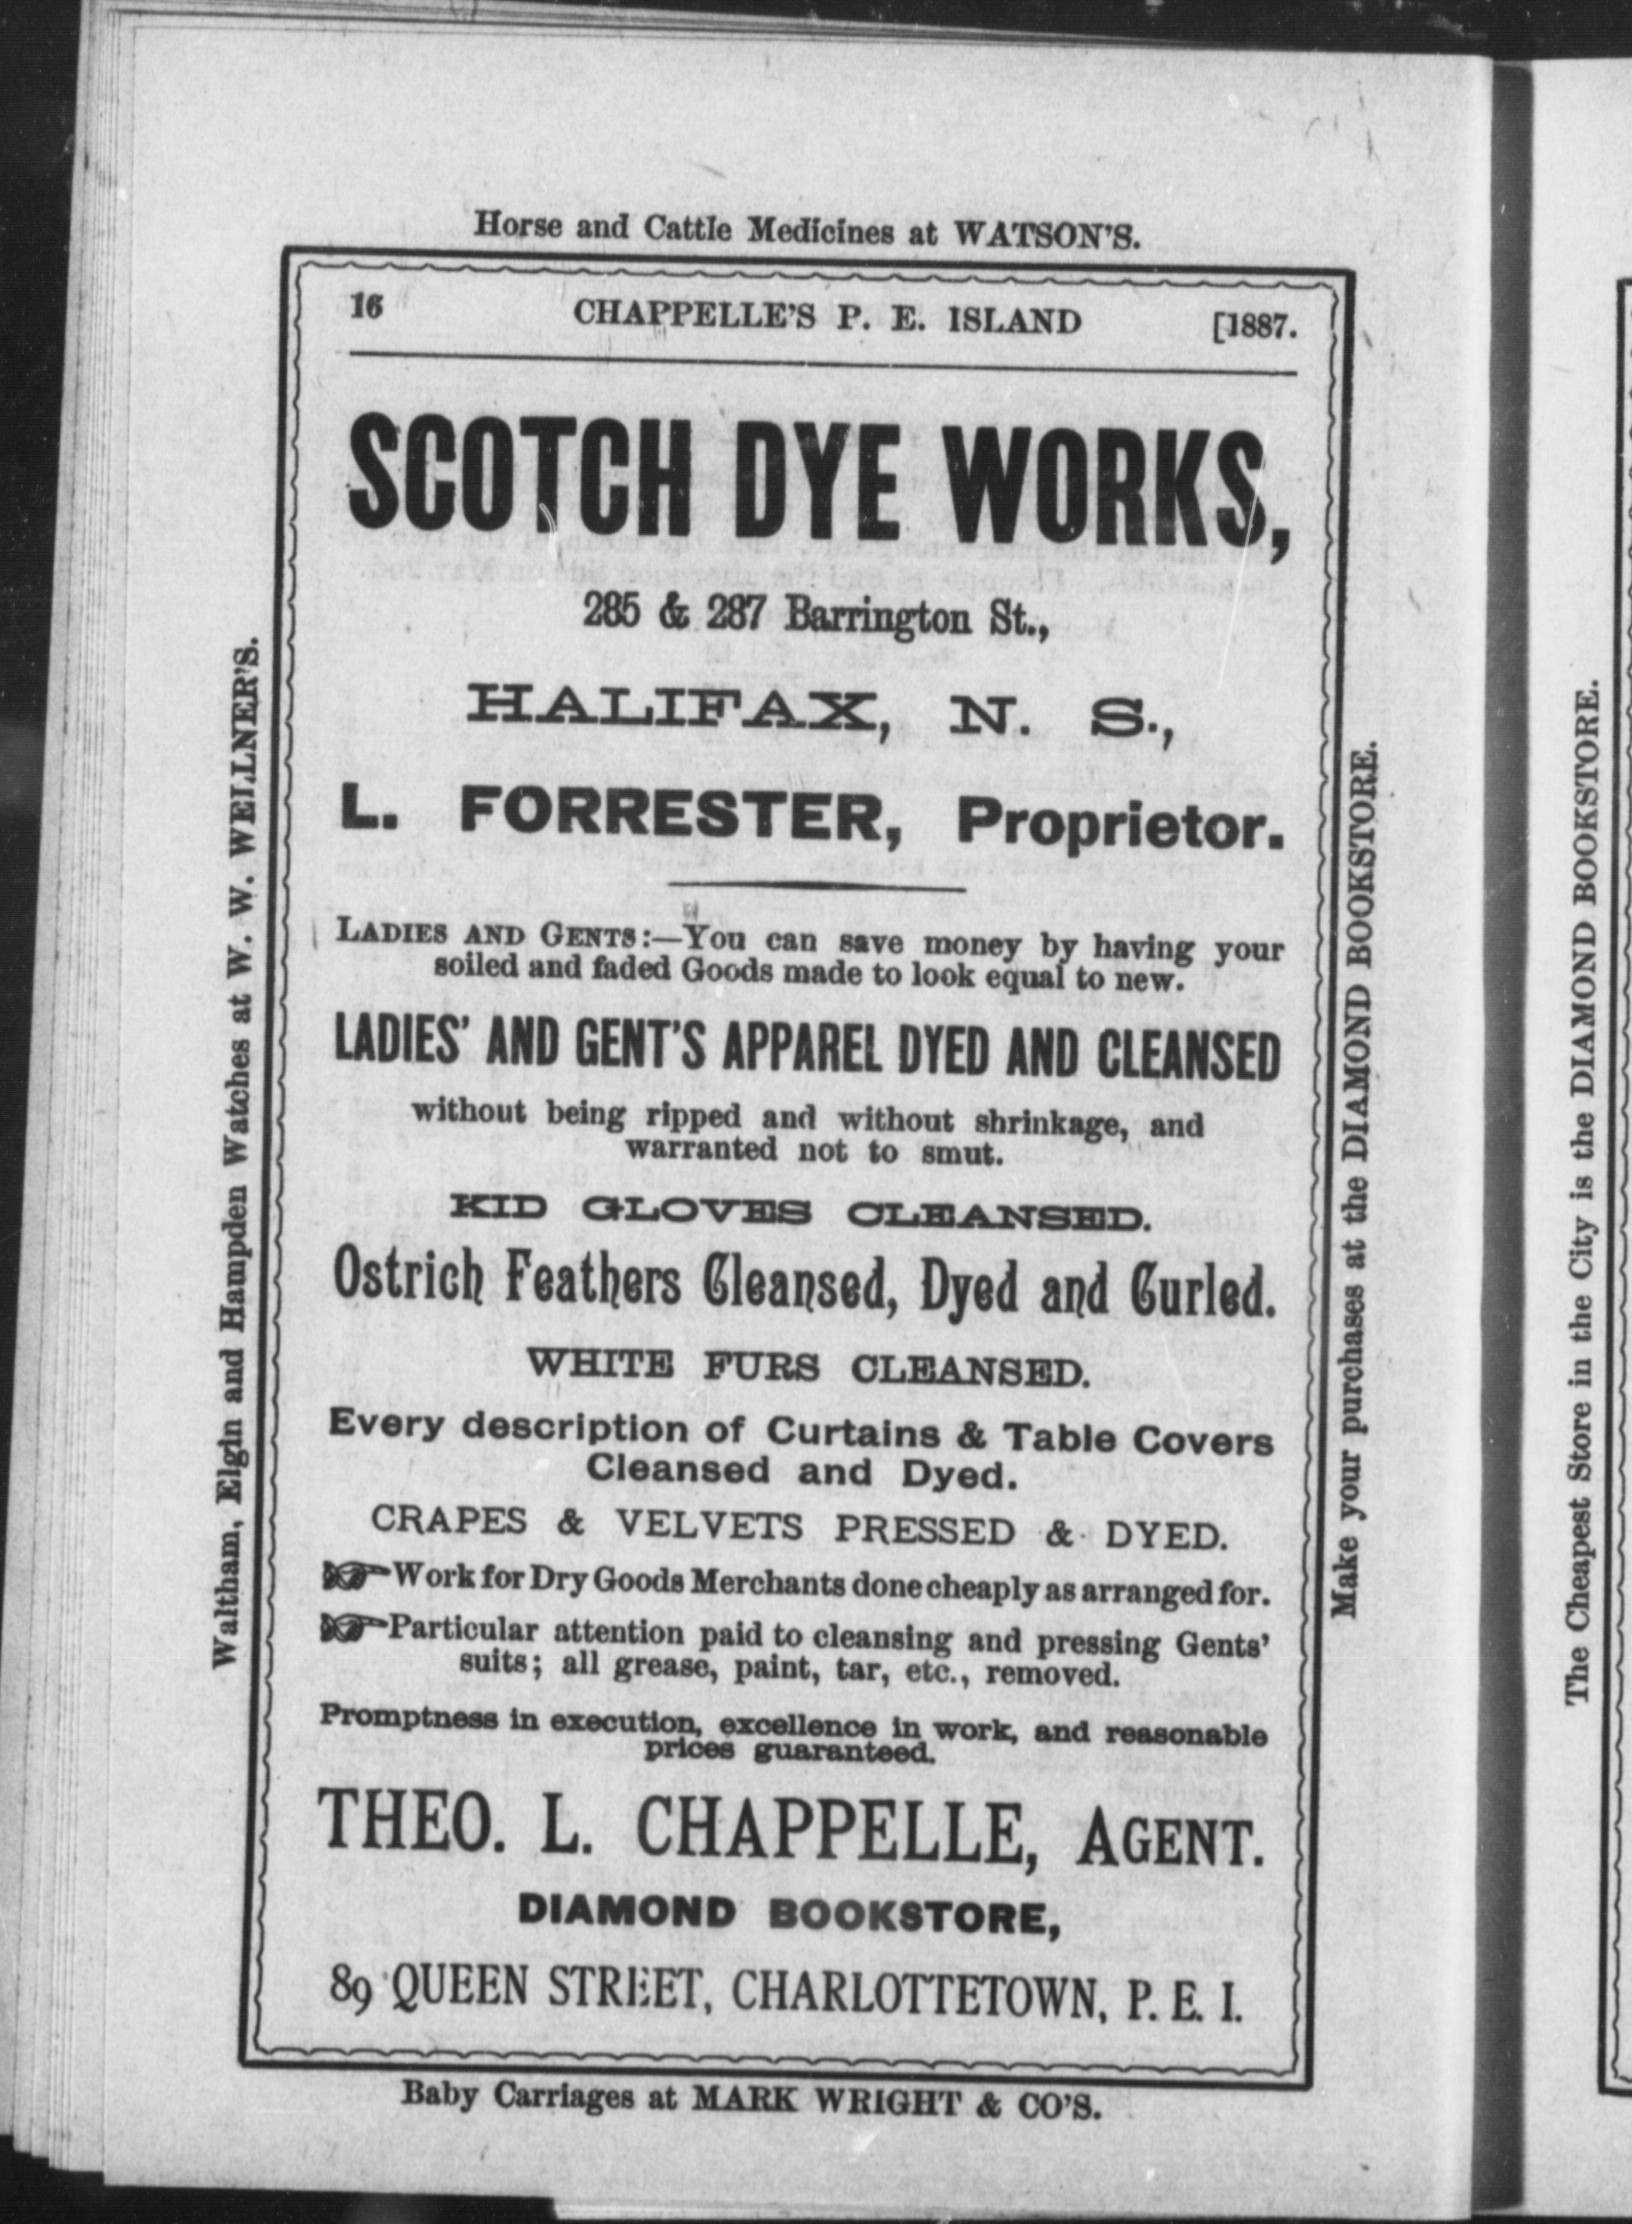 Horse and Cattle Medicines at WATSON'S.
16 CHAPPELLE'S P. E. ISLAND [1887.
SCOTCH DYE WORKS,
285 & 287 Barrington St.,
HALIFAX, N. S.,
L. FORRESTER, Proprietor.
LADIES AND GENTS:—You can save money by having your
soiled and faded Goods made to look equal to new.
LADIES' AND GENT'S APPAREL DYED AND CLEANSED
without being ripped and without shrinkage, and
warranted not to smut.
KID GLOVES CLEANSED.
Ostrich Feathers Cleansed, Dyed and Curled.
WHITE FURS CLEANSED.
Every description of Curtains & Table Covers
Cleansed and Dyed.
CRAPES & VELVETS PRESSED & DYED.
☞Work for Dry Goods Merchants done cheaply as arranged for.
☞Particular attention paid to cleansing and pressing Gents'
suits; all grease, paint, tar, etc., removed.
Promptness in execution, excellence in work, and reasonable
prices guaranteed.
THEO. L. CHAPPELLE, AGENT.
DIAMOND BOOKSTORE,
89 QUEEN STREET, CHARLOTTETOWN, P. E. I.
Baby Carriages at MARK WRIGHT & CO'S.
Waltham, Elgin and Hampden Watches at W. W. WELLNER'S.
Make your purchases at the DIAMOND BOOKSTORE.
The Cheapest Store in the City is the DIAMOND BOOKSTORE.